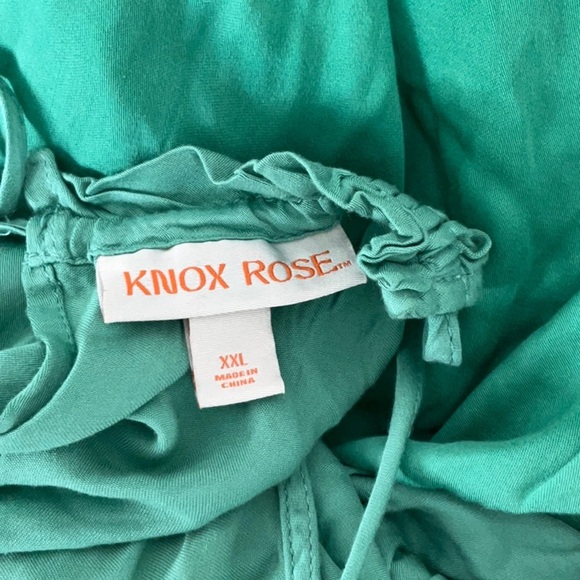 KNOX ROSE™
XXL
MADE IN
CHINA